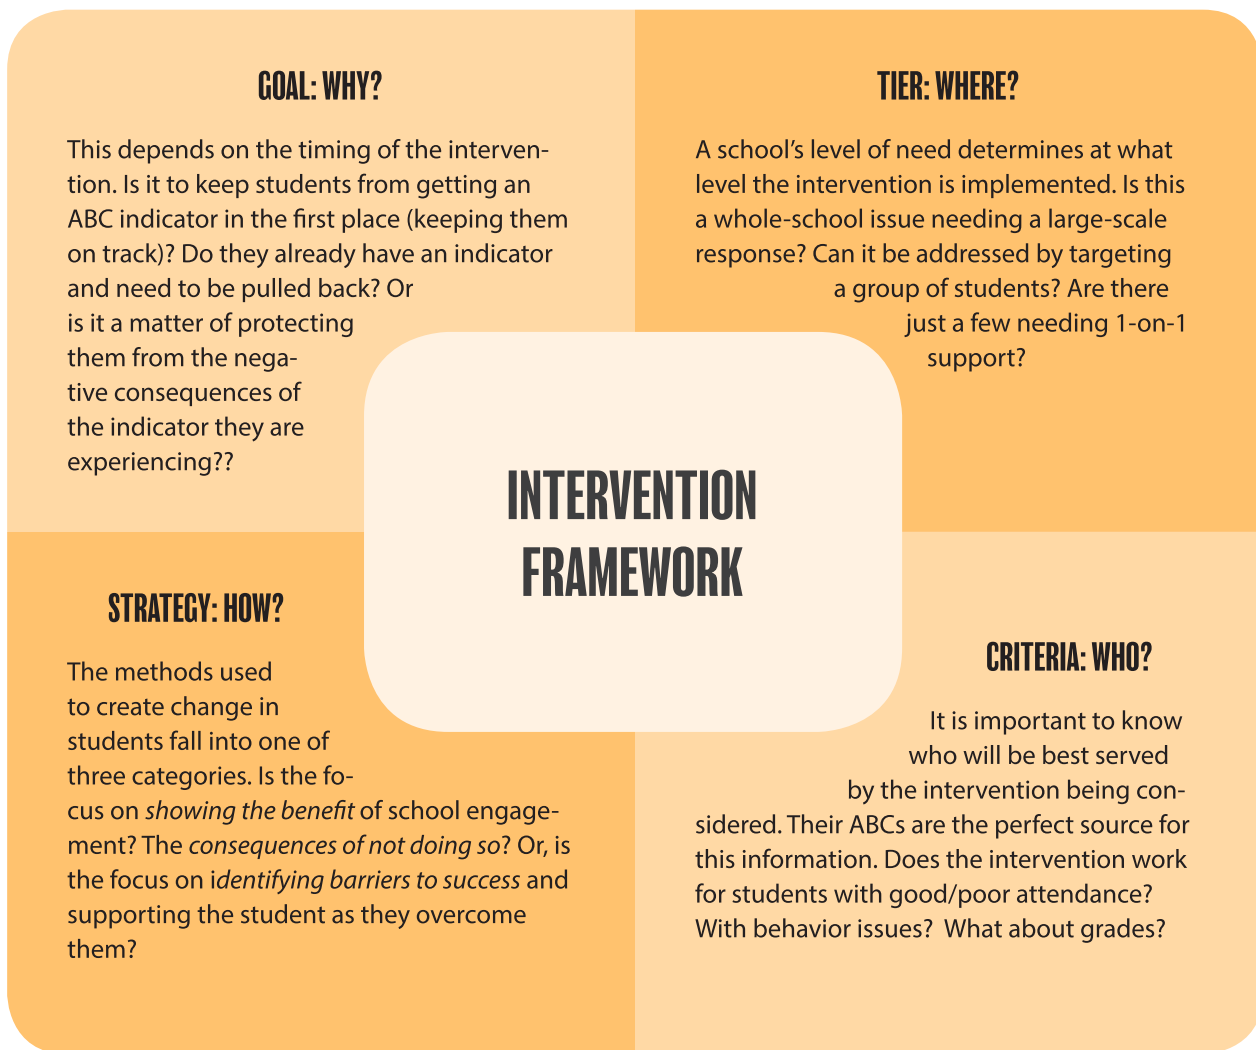 GOAL: WHY?
This depends on the timing of the interven-
tion. Is it to keep students from getting an
ABC indicator in the first place (keeping them
on track)? Do they already have an indicator
and need to be pulled back? Or
is it a matter of protecting
them from the nega-
tive consequences of
the indicator they are
experiencing??
TIER: WHERE?
A school’s level of need determines at what
level the intervention is implemented. Is this
a whole-school issue needing a large-scale
response? Can it be addressed by targeting
a group of students? Are there
just a few needing 1-on-1
support?
INTERVENTION
FRAMEWORK
STRATEGY: HOW?
The methods used
to create change in
students fall into one of
three categories. Is the fo-
cus on showing the benefit of school engage-
ment? The consequences of not doing so? Or, is
the focus on identifying barriers to success and
supporting the student as they overcome
them?
CRITERIA: WHO?
It is important to know
who will be best served
by the intervention being con-
sidered. Their ABCs are the perfect source for
this information. Does the intervention work
for students with good/poor attendance?
With behavior issues?  What about grades?